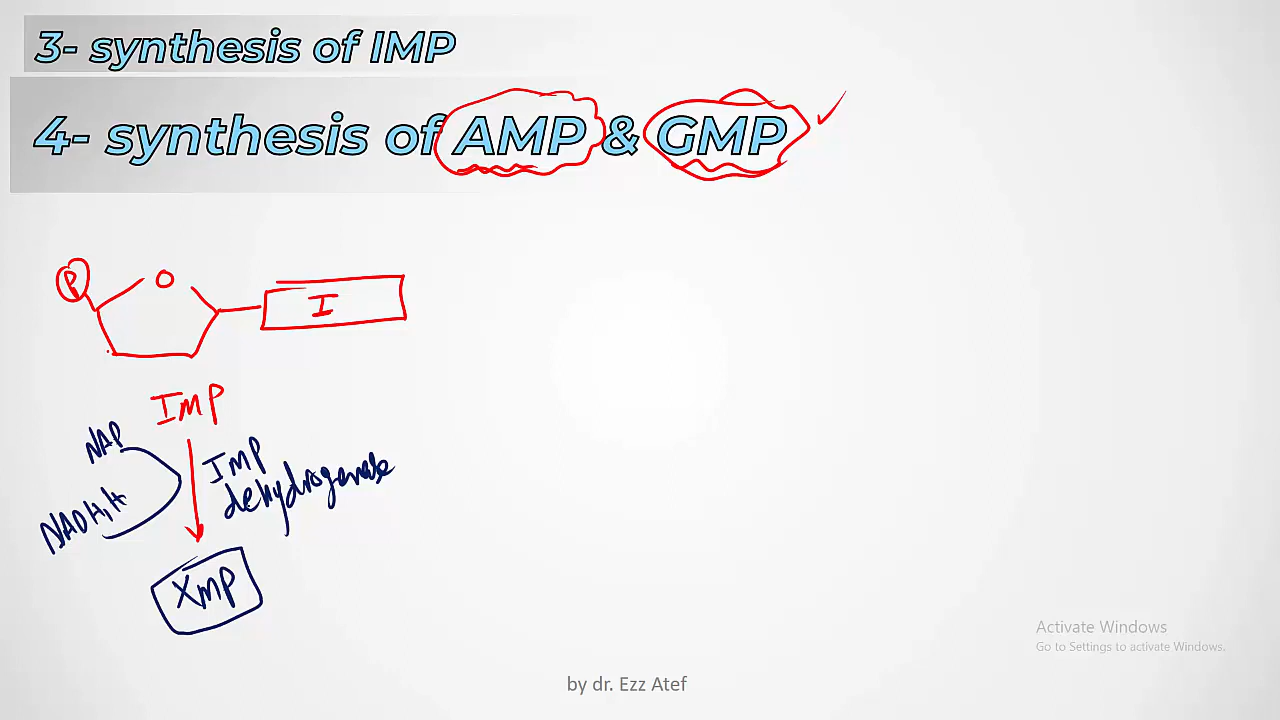 3- synthesis of IMP
4- synthesis of AMP & GMP
P O
I
IMP
NAP
IMP
dehydrogenase
NADH,H
XMP
Activate Windows
Go to Settings to activate Windows.
by dr. Ezz Atef